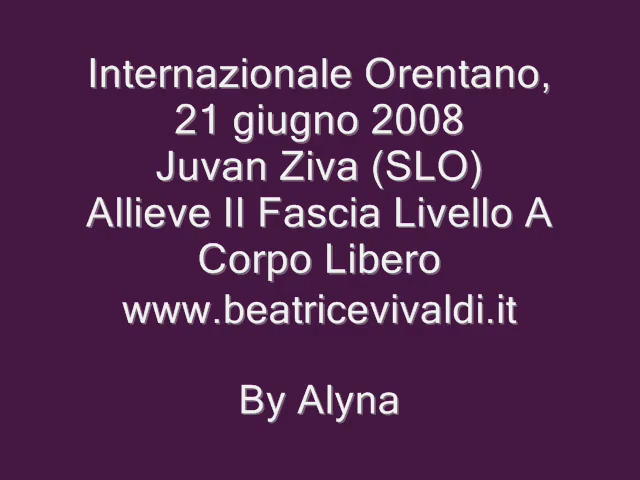 Internazionale Orentano,
21 giugno 2008
Juvan Ziva (SLO)
Allieve II Fascia Livello A
Corpo Libero
www.beatricevivaldi.it
By Alyna